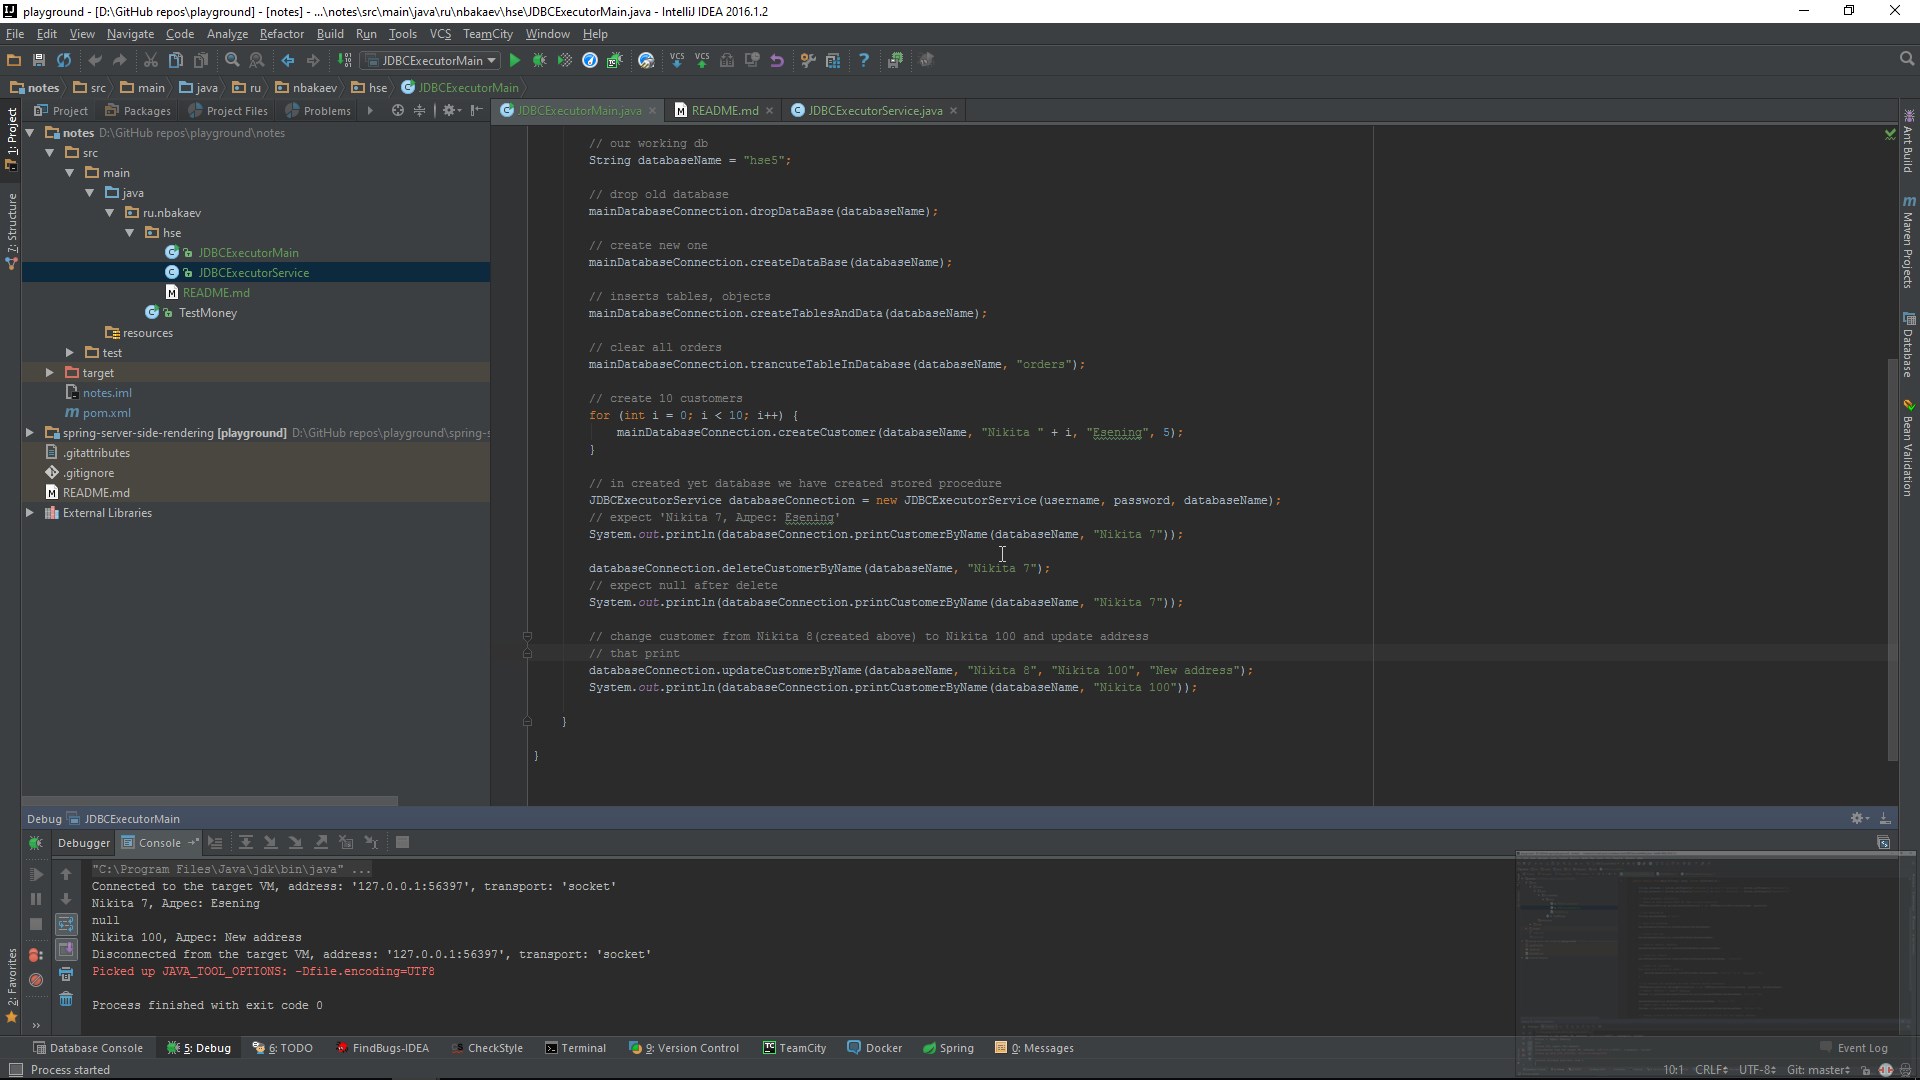 playground - [D:\GitHub repos\playground] - [notes] - ...\notes\src\main\java\ru\nbakaev\hse\JDBCExecutorMain.java - IntelliJ IDEA 2016.1.2
File Edit View Navigate Code Analyze Refactor Build Run Tools VCS TeamCity Window Help
JDBCExecutorMain
notes src main java ru nbakaev hse JDBCExecutorMain
Project Packages Project Files Problems
JDBCExecutorMain.java README.md JDBCExecutorService.java
1: Project
7: Structure
2: Favorites
notes D:\GitHub repos\playground\notes
src
main
java
ru.nbakaev
hse
JDBCExecutorMain
JDBCExecutorService
README.md
TestMoney
resources
test
target
notes.iml
pom.xml
spring-server-side-rendering [playground] D:\GitHub repos\playground\spring-s
.gitattributes
.gitignore
README.md
External Libraries
// our working db
String databaseName = "hse5";
// drop old database
mainDatabaseConnection.dropDataBase(databaseName);
// create new one
mainDatabaseConnection.createDataBase(databaseName);
// inserts tables, objects
mainDatabaseConnection.createTablesAndData(databaseName);
// clear all orders
mainDatabaseConnection.trancuteTableInDatabase(databaseName, "orders");
// create 10 customers
for (int i = 0; i < 10; i++) {
mainDatabaseConnection.createCustomer(databaseName, "Nikita " + i, "Esening", 5);
}
// in created yet database we have created stored procedure
JDBCExecutorService databaseConnection = new JDBCExecutorService(username, password, databaseName);
// expect 'Nikita 7, Адрес: Esening'
System.out.println(databaseConnection.printCustomerByName(databaseName, "Nikita 7"));
databaseConnection.deleteCustomerByName(databaseName, "Nikita 7");
// expect null after delete
System.out.println(databaseConnection.printCustomerByName(databaseName, "Nikita 7"));
// change customer from Nikita 8(created above) to Nikita 100 and update address
// that print
databaseConnection.updateCustomerByName(databaseName, "Nikita 8", "Nikita 100", "New address");
System.out.println(databaseConnection.printCustomerByName(databaseName, "Nikita 100"));
}
}
Ant Build
Maven Projects
Database
Bean Validation
Debug JDBCExecutorMain
Debugger Console
"C:\Program Files\Java\jdk\bin\java" ...
Connected to the target VM, address: '127.0.0.1:56397', transport: 'socket'
Nikita 7, Адрес: Esening
null
Nikita 100, Адрес: New address
Disconnected from the target VM, address: '127.0.0.1:56397', transport: 'socket'
Picked up JAVA_TOOL_OPTIONS: -Dfile.encoding=UTF8
Process finished with exit code 0
Database Console 5: Debug 6: TODO FindBugs-IDEA CheckStyle Terminal 9: Version Control TeamCity Docker Spring 0: Messages Event Log
Process started 10:1 CRLF UTF-8 Git: master